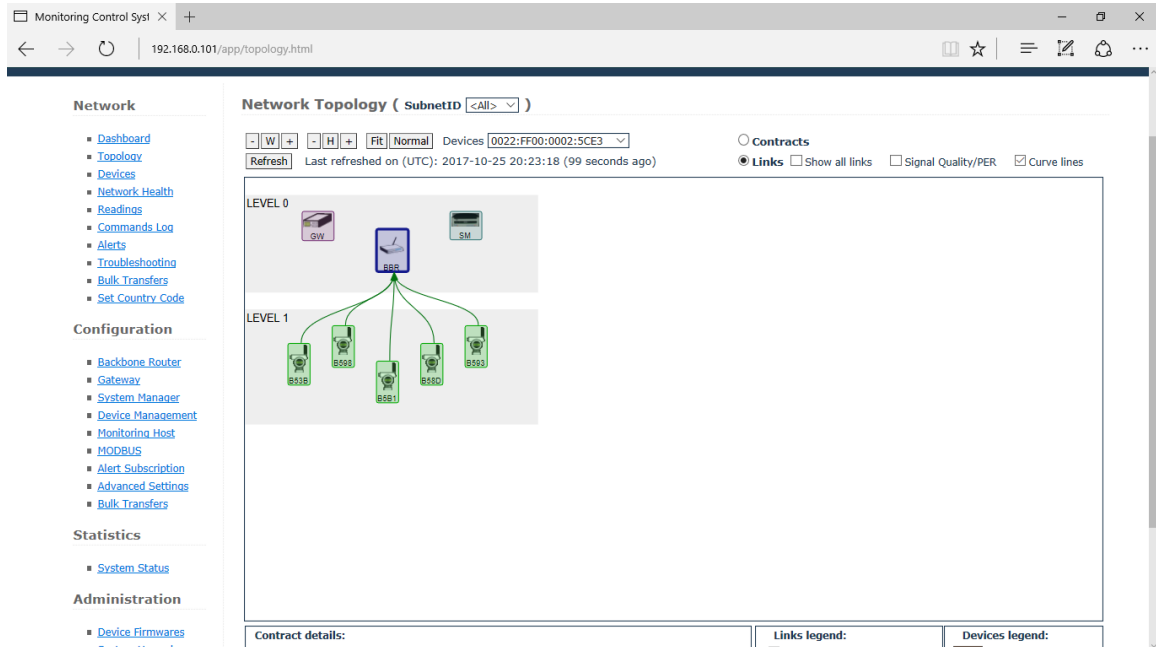 Monitoring Control Syst
192.168.0.101/app/topology.html
Network
Dashboard
Topology
Devices
Network Health
Readings
Commands Log
Alerts
Troubleshooting
Bulk Transfers
Set Country Code
Configuration
Backbone Router
Gateway
System Manager
Device Management
Monitoring Host
MODBUS
Alert Subscription
Advanced Settings
Bulk Transfers
Statistics
System Status
Administration
Device Firmwares
Network Topology ( SubnetID <All> )
- W + - H + Fit Normal Devices 0022:FF00:0002:5CE3
Contracts
Refresh Last refreshed on (UTC): 2017-10-25 20:23:18 (99 seconds ago)
Links Show all links Signal Quality/PER Curve lines
LEVEL 0
GW
BBR
SM
LEVEL 1
B53B
B598
B5B1
B58D
B593
Contract details:
Links legend:
Devices legend: